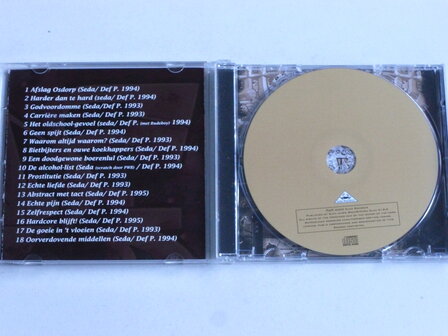 1 Afslag Osdorp (Seda/ Def P. 1994)
2 Harder dan te hard (seda/ Def P. 1994)
3 Godvoordomme (Seda/ Def P. 1993)
4 Carrière maken (Seda/ Def P. 1994)
5 Het oldschool-gevoel (seda/ Def P. (met Rudeboy) 1994)
6 Geen spijt (Seda/ Def P. 1994)
7 Waarom altijd waarom? (Seda/ Def P. 1993)
8 Rietbijters en ouwe koekhappers (Seda/ Def P. 1994)
9 Een doodgewone boerenlul (Seda/ Def P. 1993)
10 De alcohol-list (Seda Def P. 1994)
11 Prostitutie (Seda/ Def P. 1993)
12 Echte liefde (Seda/ Def P. 1993)
13 Abstract met tact (Seda/ Def P. 1995)
14 Echte pijn (Seda/ Def P. 1994)
15 Zelfrespect (Seda/ Def P. 1994)
16 Hardcore blijft! (Seda/ Def P. 1995)
17 De goeie in 't vloeien (Seda/ Def P. 1993)
18 Oorverdovende middellen (Seda/ Def P. 1994)